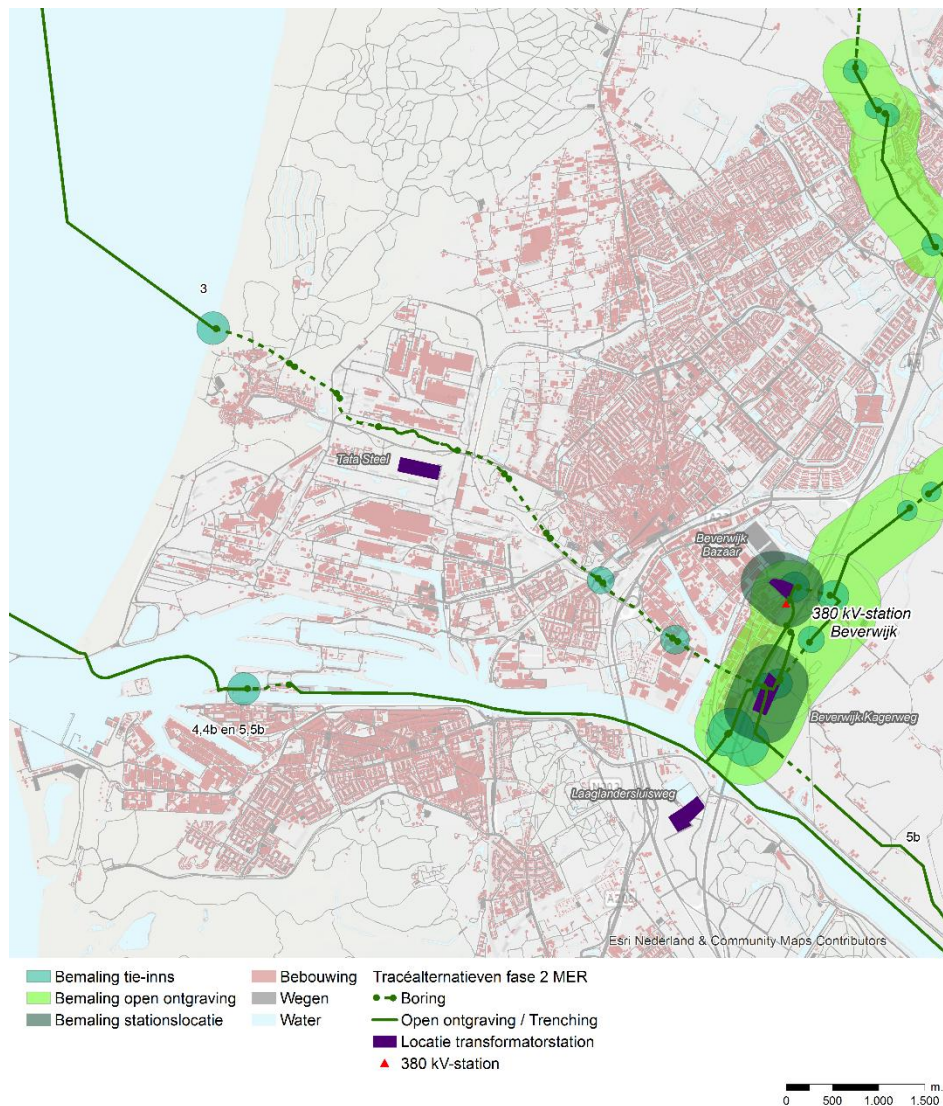 3
Tata Steel
Beverwijk
Bazaar
380 kV-station
Beverwijk
4,4b en 5,5b
Beverwijk Kagerweg
Laaglandersluisweg
5b
Esri Nederland & Community Maps Contributors
Bemaling tie-inns
Bemaling open ontgraving
Bemaling stationslocatie
Bebouwing
Wegen
Water
Tracéalternatieven fase 2 MER
Boring
Open ontgraving / Trenching
Locatie transformatorstation
380 kV-station
m.
0 500 1.000 1.500